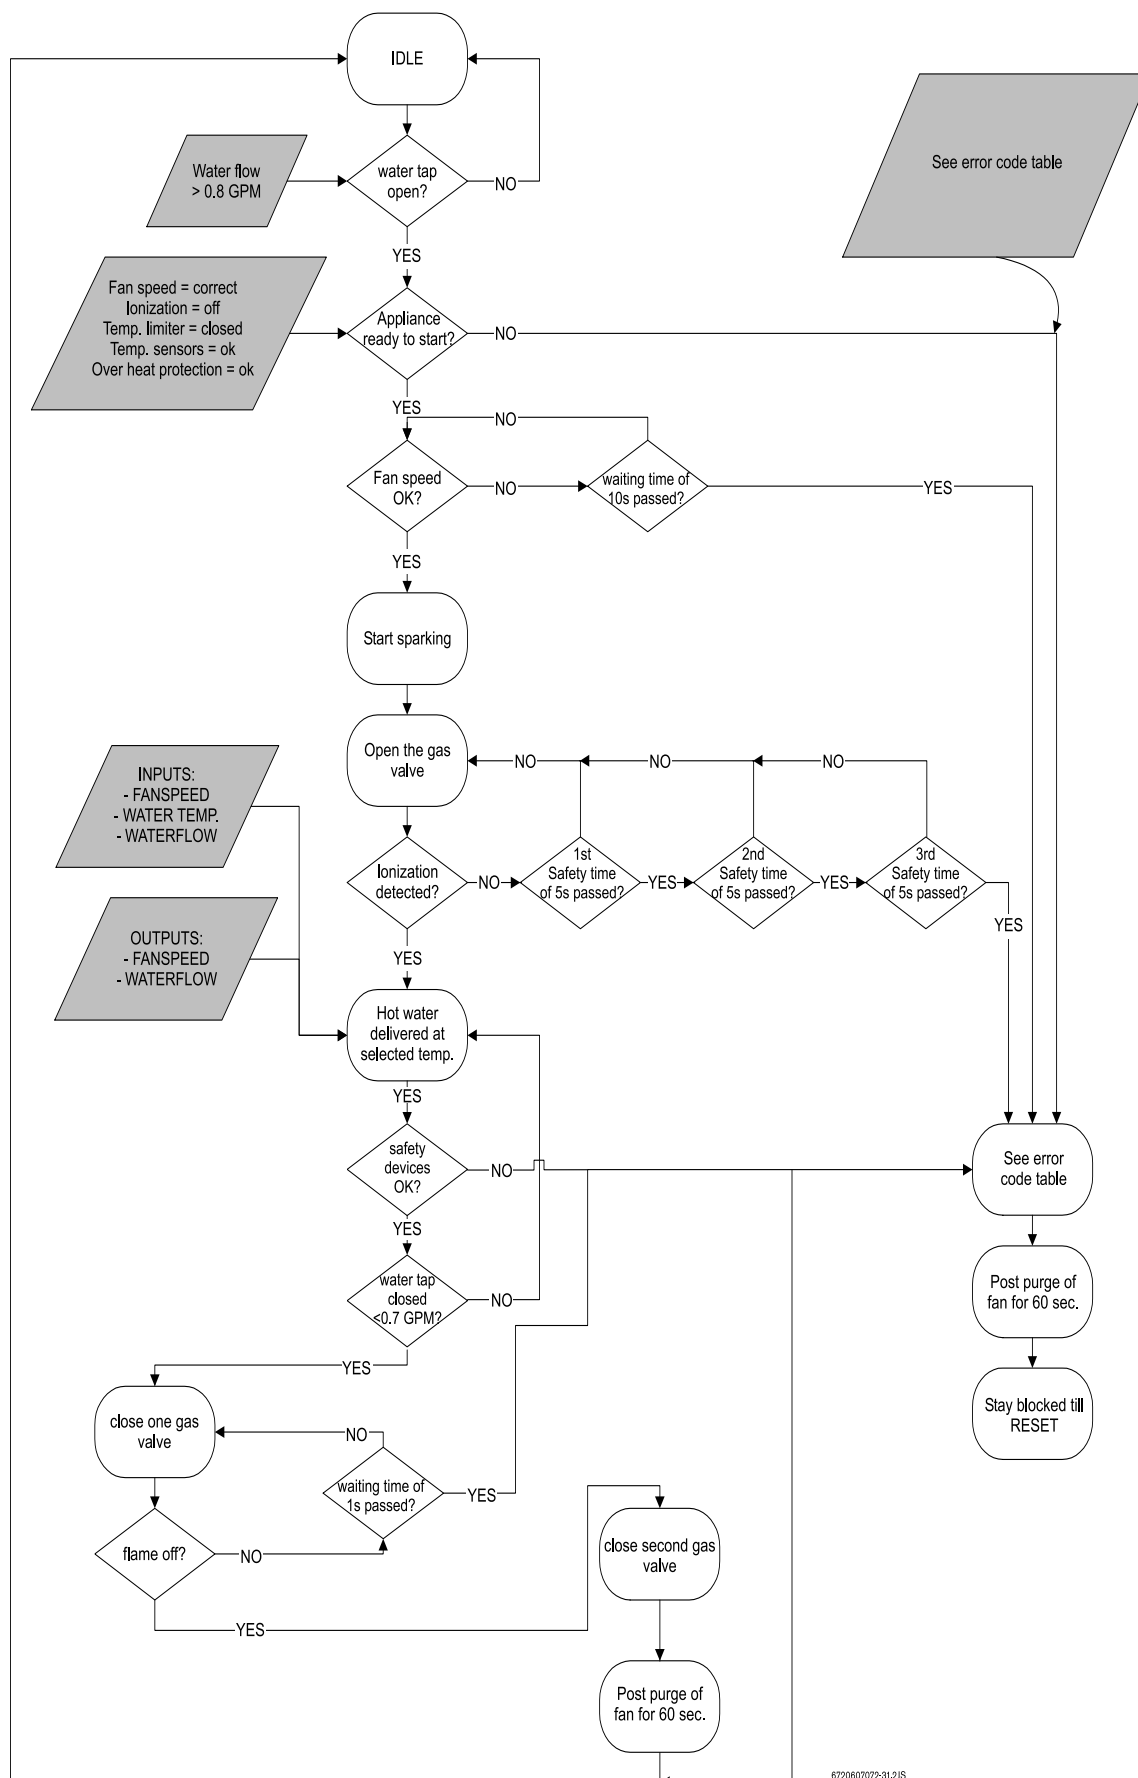 IDLE
Water flow
> 0.8 GPM
water tap
open?
NO
See error code table
YES
Fan speed = correct
Ionization = off
Temp. limiter = closed
Temp. sensors = ok
Over heat protection = ok
Appliance
ready to start?
NO
YES
NO
Fan speed
OK?
NO
waiting time of
10s passed?
YES
YES
Start sparking
Open the gas
valve
NO
NO
NO
INPUTS:
- FANSPEED
- WATER TEMP.
- WATERFLOW
Ionization
detected?
NO
1st
Safety time
of 5s passed?
YES
2nd
Safety time
of 5s passed?
YES
3rd
Safety time
of 5s passed?
YES
OUTPUTS:
- FANSPEED
- WATERFLOW
YES
Hot water
delivered at
selected temp.
YES
safety
devices
OK?
NO
See error
code table
YES
water tap
closed
<0.7 GPM?
NO
Post purge of
fan for 60 sec.
YES
close one gas
valve
NO
Stay blocked till
RESET
waiting time of
1s passed?
YES
flame off?
NO
close second gas
valve
YES
Post purge of
fan for 60 sec.
6720607072-31.2JS